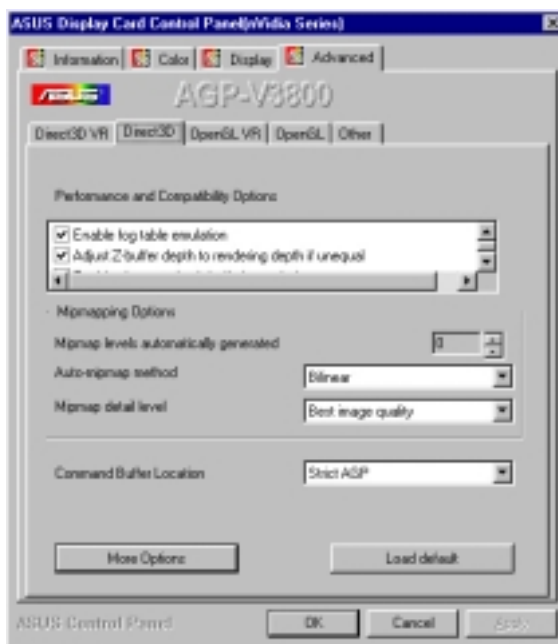 ASUS Display Card Control Panel(nVidia Series)
Information Color Display Advanced
ASUS AGP-V3800
Direct3D VR Direct3D OpenGL VR OpenGL Other
Performance and Compatibility Options
Enable fog table emulation
Adjust Z-buffer depth to rendering depth if unequal
Mipmapping Options
Mipmap levels automatically generated 0
Auto-mipmap method Bilinear
Mipmap detail level Best image quality
Command Buffer Location Strict AGP
More Options Load default
ASUS Control Panel OK Cancel Apply